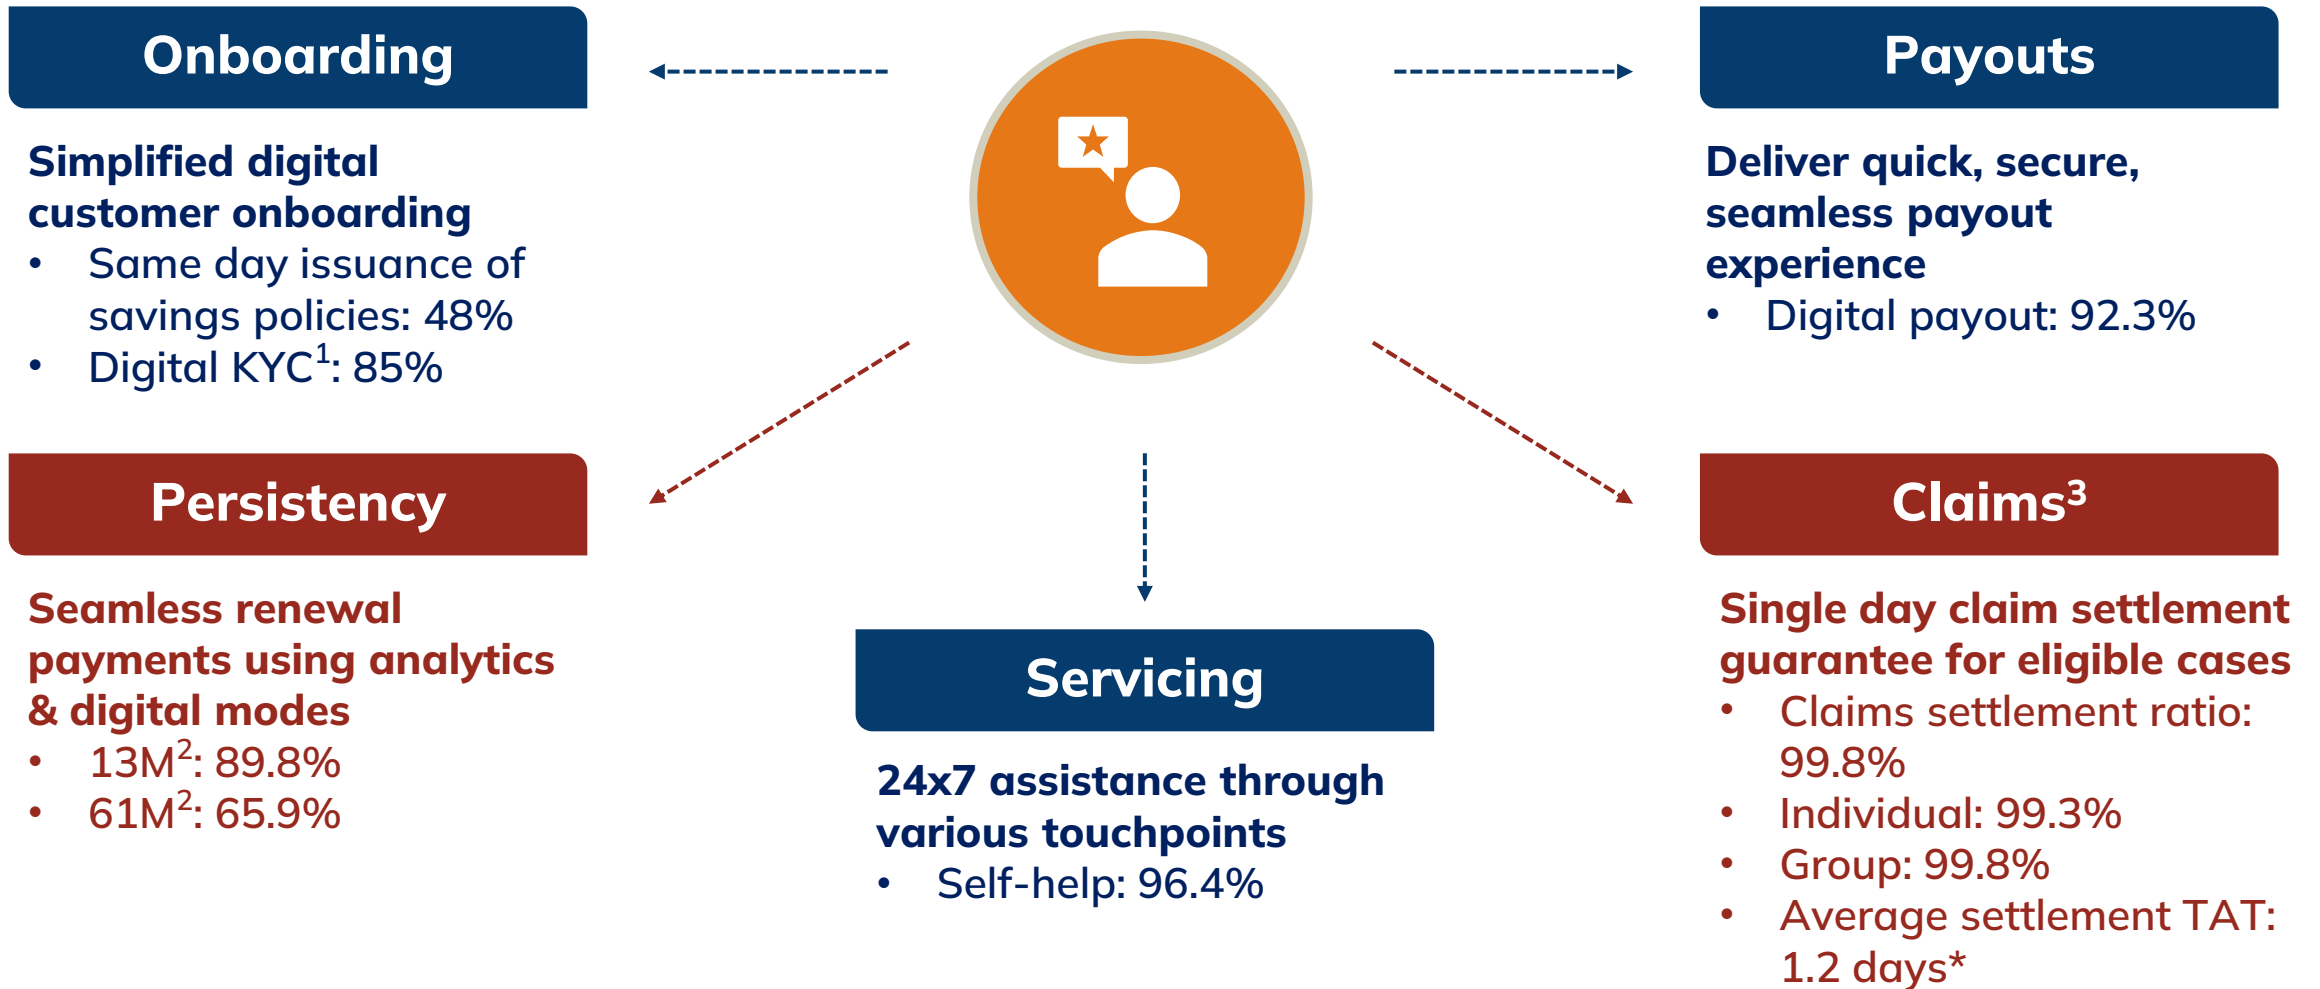 Onboarding
Simplified digital
customer onboarding
• Same day issuance of
savings policies: 48%
• Digital KYC¹: 85%
Payouts
Deliver quick, secure,
seamless payout
experience
• Digital payout: 92.3%
Persistency
Seamless renewal
payments using analytics
& digital modes
• 13M²: 89.8%
• 61M²: 65.9%
Servicing
24x7 assistance through
various touchpoints
• Self-help: 96.4%
Claims³
Single day claim settlement
guarantee for eligible cases
• Claims settlement ratio:
99.8%
• Individual: 99.3%
• Group: 99.8%
• Average settlement TAT:
1.2 days*